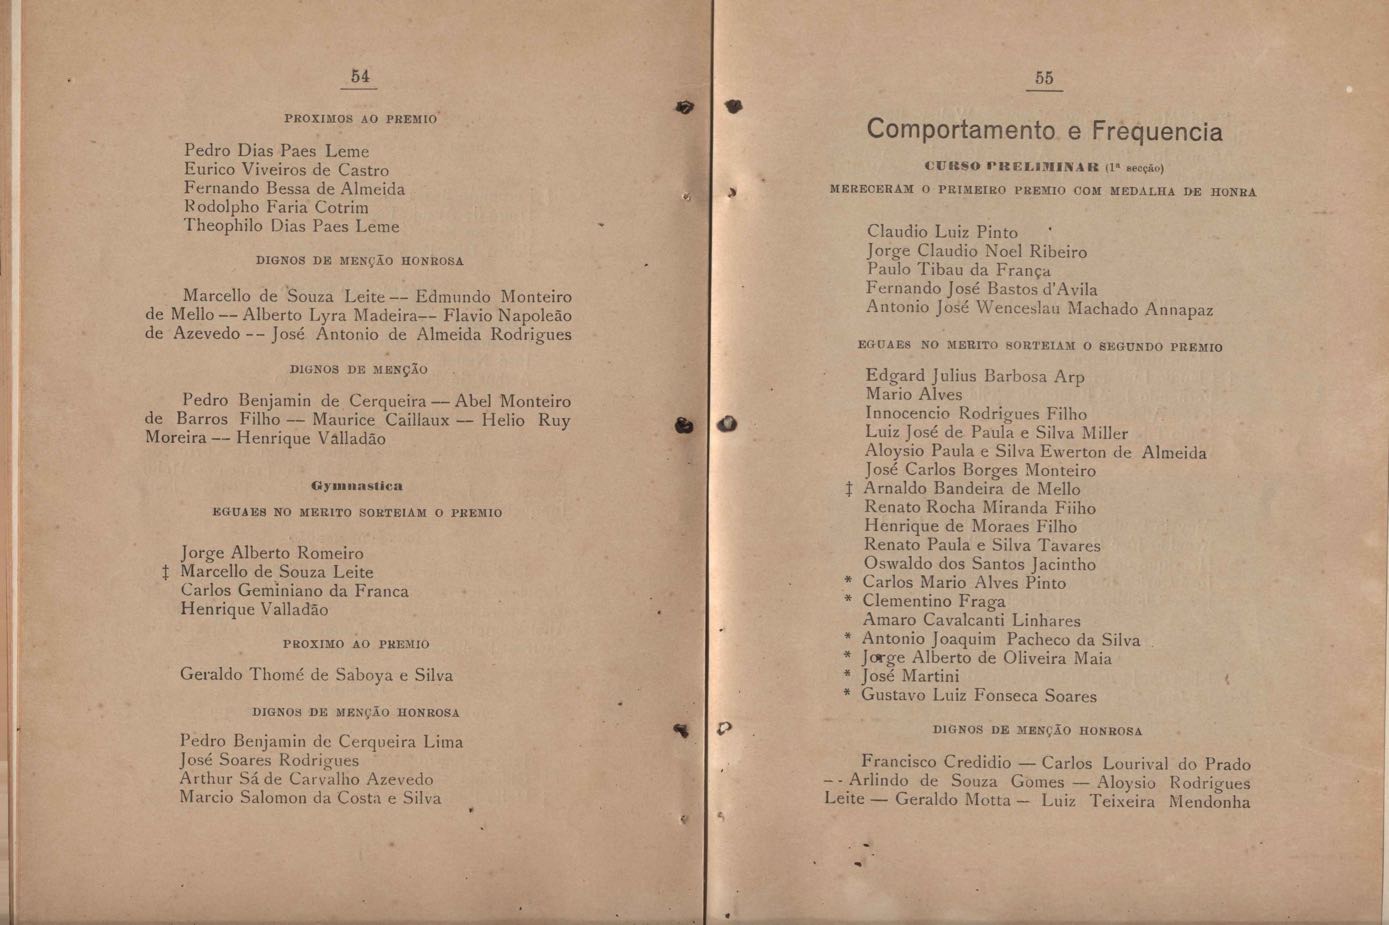 54
PROXIMOS AO PREMIO
Pedro Dias Paes Leme
Eurico Viveiros de Castro
Fernando Bessa de Almeida
Rodolpho Faria Cotrim
Theophilo Dias Paes Leme
DIGNOS DE MENÇÃO HONROSA
Marcello de Souza Leite — Edmundo Monteiro
de Mello — Alberto Lyra Madeira — Flavio Napoleão
de Azevedo — José Antonio de Almeida Rodrigues
DIGNOS DE MENÇÃO
Pedro Benjamin de Cerqueira — Abel Monteiro
de Barros Filho — Maurice Caillaux — Helio Ruy
Moreira — Henrique Valladão
Gymnastica
EGUAES NO MERITO SORTEIAM O PREMIO
Jorge Alberto Romeiro
‡ Marcello de Souza Leite
Carlos Geminiano da Franca
Henrique Valladão
PROXIMO AO PREMIO
Geraldo Thomé de Saboya e Silva
DIGNOS DE MENÇÃO HONROSA
Pedro Benjamin de Cerqueira Lima
José Soares Rodrigues
Arthur Sá de Carvalho Azevedo
Marcio Salomon da Costa e Silva
55
Comportamento e Frequencia
CURSO PRELIMINAR (1ª secção)
MERECERAM O PRIMEIRO PREMIO COM MEDALHA DE HONRA
Claudio Luiz Pinto
Jorge Claudio Noel Ribeiro
Paulo Tibau da França
Fernando José Bastos d'Avila
Antonio José Wenceslau Machado Annapaz
EGUAES NO MERITO SORTEIAM O SEGUNDO PREMIO
Edgard Julius Barbosa Arp
Mario Alves
Innocencio Rodrigues Filho
Luiz José de Paula e Silva Miller
Aloysio Paula e Silva Ewerton de Almeida
José Carlos Borges Monteiro
‡ Arnaldo Bandeira de Mello
Renato Rocha Miranda Fiiho
Henrique de Moraes Filho
Renato Paula e Silva Tavares
Oswaldo dos Santos Jacintho
* Carlos Mario Alves Pinto
* Clementino Fraga
Amaro Cavalcanti Linhares
* Antonio Joaquim Pacheco da Silva
* Jorge Alberto de Oliveira Maia
* José Martini
* Gustavo Luiz Fonseca Soares
DIGNOS DE MENÇÃO HONROSA
Francisco Credidio — Carlos Lourival do Prado
— Arlindo de Souza Gomes — Aloysio Rodrigues
Leite — Geraldo Motta — Luiz Teixeira Mendonha